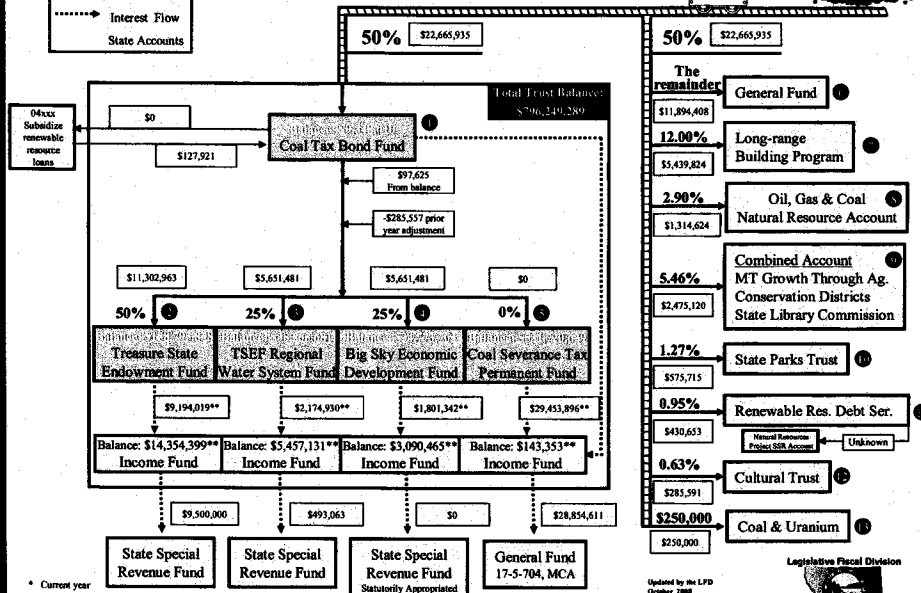 Interest Flow
State Accounts
50%
$22,665,935
50%
$22,665,935
Total Trust Balance:
$796,249,289
04xxx
Subsidize
renewable
resource
loans
$0
$127,921
Coal Tax Bond Fund
1
$97,625
From balance
-$285,557 prior
year adjustment
$11,302,963
$5,651,481
$5,651,481
$0
50%
2
25%
3
25%
4
0%
5
Treasure State
Endowment Fund
TSEF Regional
Water System Fund
Big Sky Economic
Development Fund
Coal Severance Tax
Permanent Fund
$9,194,019**
$2,174,930**
$1,801,342**
$29,453,896**
Balance: $14,354,399**
Income Fund
Balance: $5,457,131**
Income Fund
Balance: $3,090,465**
Income Fund
Balance: $143,353**
Income Fund
$9,500,000
$493,063
$0
$28,854,611
State Special
Revenue Fund
State Special
Revenue Fund
State Special
Revenue Fund
Statutorily Appropriated
General Fund
17-5-704, MCA
* Current year
The
remainder
$11,894,408
General Fund
12.00%
$5,439,824
Long-range
Building Program
2.90%
$1,314,624
Oil, Gas & Coal
Natural Resource Account
5.46%
$2,475,120
Combined Account
MT Growth Through Ag.
Conservation Districts
State Library Commission
1.27%
$575,715
State Parks Trust
0.95%
$430,653
Renewable Res. Debt Ser.
Natural Resources
Project SSR Account
Unknown
0.63%
$285,591
Cultural Trust
12
$250,000
$250,000
Coal & Uranium
13
Updated by the LFD
October 2008
Legislative Fiscal Division